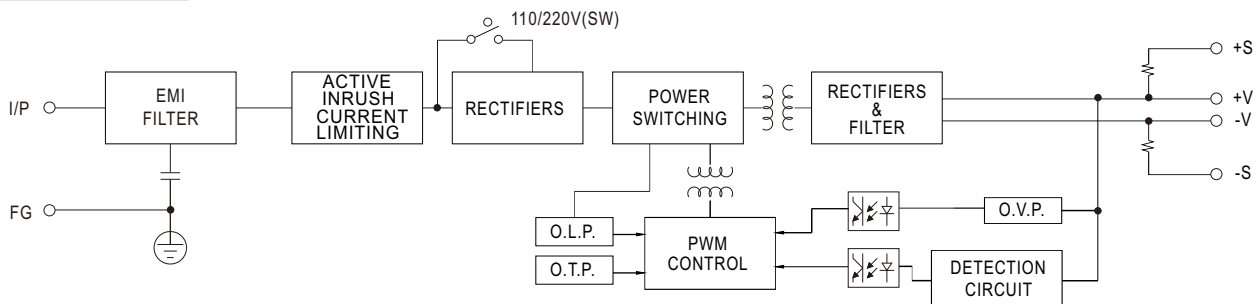 110/220V(SW)
+S
I/P
EMI
FILTER
ACTIVE
INRUSH
CURRENT
LIMITING
RECTIFIERS
POWER
SWITCHING
RECTIFIERS
&
FILTER
+V
-V
-S
FG
O.L.P.
O.T.P.
PWM
CONTROL
O.V.P.
DETECTION
CIRCUIT